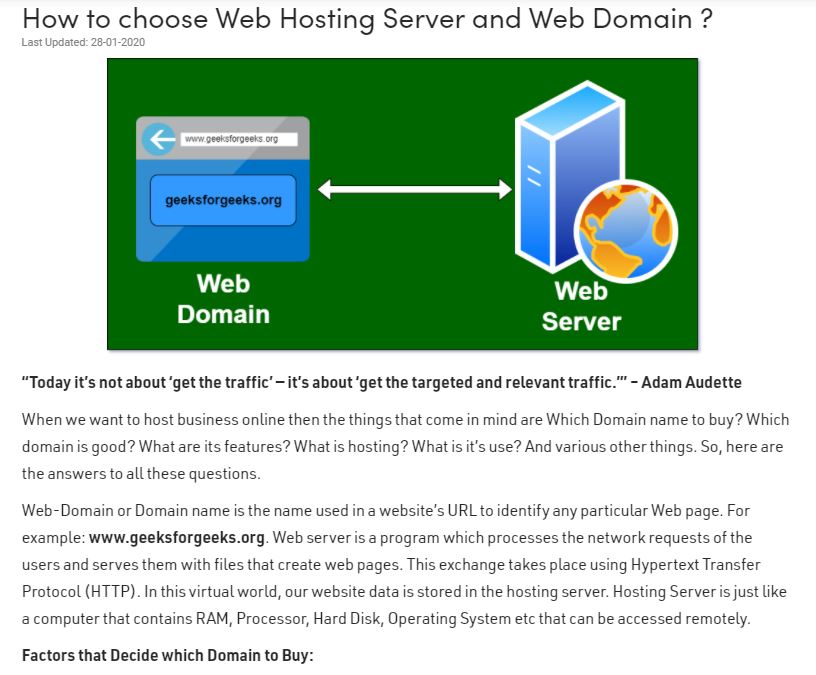 How to choose Web Hosting Server and Web Domain ?
Last Updated: 28-01-2020
www.geeksforgeeks.org
geeksforgeeks.org
Web
Domain
Web
Server
“Today it’s not about ‘get the traffic’ – it’s about ‘get the targeted and relevant traffic.’” – Adam Audette
When we want to host business online then the things that come in mind are Which Domain name to buy? Which
domain is good? What are its features? What is hosting? What is it’s use? And various other things. So, here are
the answers to all these questions.
Web-Domain or Domain name is the name used in a website’s URL to identify any particular Web page. For
example: www.geeksforgeeks.org. Web server is a program which processes the network requests of the
users and serves them with files that create web pages. This exchange takes place using Hypertext Transfer
Protocol (HTTP). In this virtual world, our website data is stored in the hosting server. Hosting Server is just like
a computer that contains RAM, Processor, Hard Disk, Operating System etc that can be accessed remotely.
Factors that Decide which Domain to Buy: